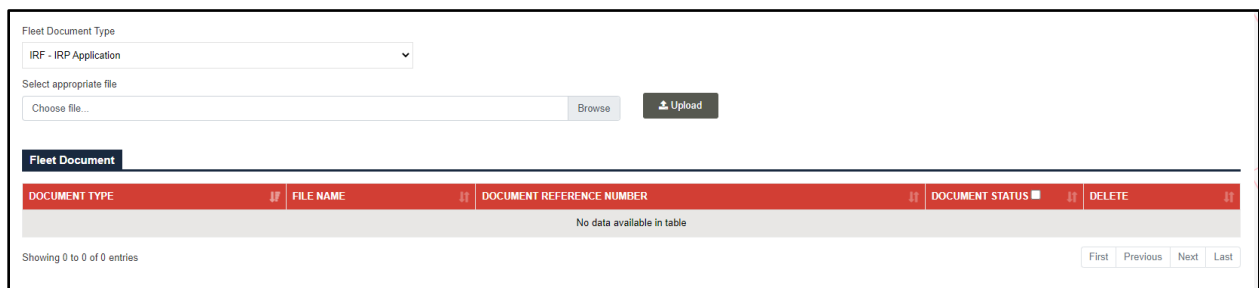 Fleet Document Type
IRF - IRP Application
Select appropriate file
Choose file... Browse Upload
Fleet Document
DOCUMENT TYPE FILE NAME DOCUMENT REFERENCE NUMBER DOCUMENT STATUS DELETE
No data available in table
Showing 0 to 0 of 0 entries First Previous Next Last